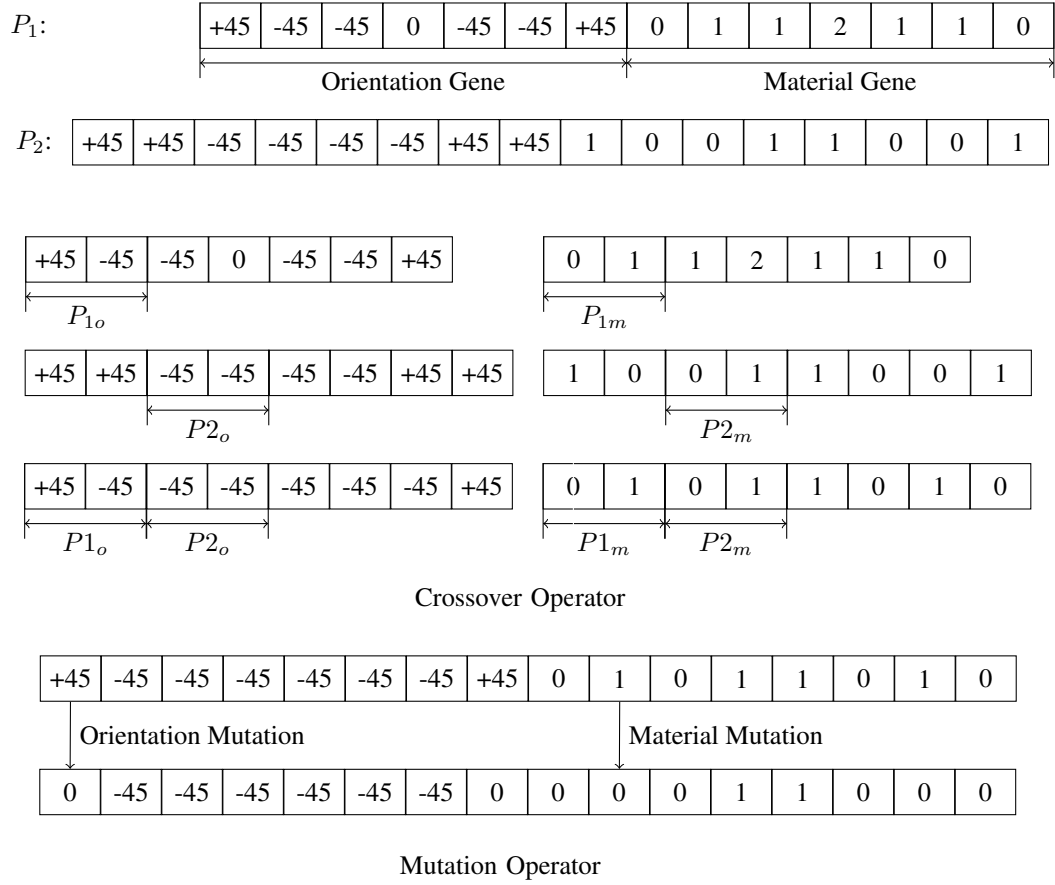 P1: +45 -45 -45 0 -45 -45 +45 0 1 1 2 1 1 0
Orientation Gene Material Gene
P2: +45 +45 -45 -45 -45 -45 +45 +45 1 0 0 1 1 0 0 1
+45 -45 -45 0 -45 -45 +45 0 1 1 2 1 1 0
P1o P1m
+45 +45 -45 -45 -45 -45 +45 +45 1 0 0 1 1 0 0 1
P2o P2m
+45 -45 -45 -45 -45 -45 -45 +45 0 1 0 1 1 0 1 0
P1o P2o P1m P2m
Crossover Operator
+45 -45 -45 -45 -45 -45 -45 +45 0 1 0 1 1 0 1 0
Orientation Mutation Material Mutation
0 -45 -45 -45 -45 -45 -45 0 0 0 0 1 1 0 0 0
Mutation Operator